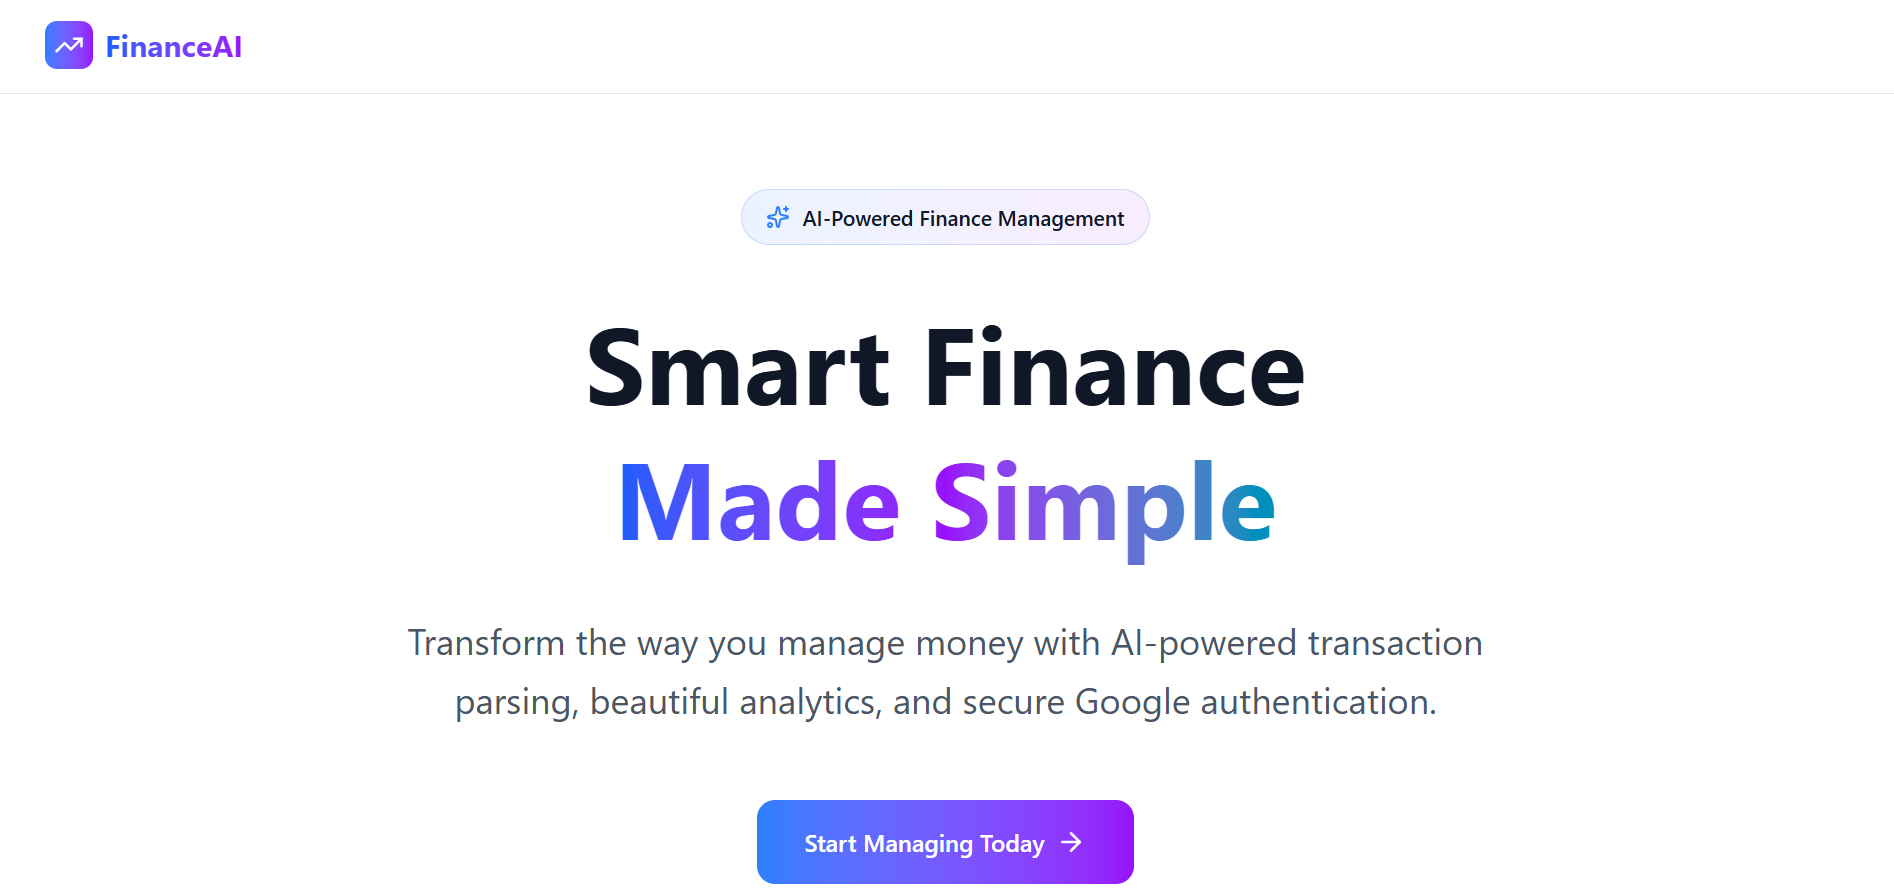 FinanceAI
AI-Powered Finance Management
Smart Finance
Made Simple
Transform the way you manage money with AI-powered transaction
parsing, beautiful analytics, and secure Google authentication.
Start Managing Today